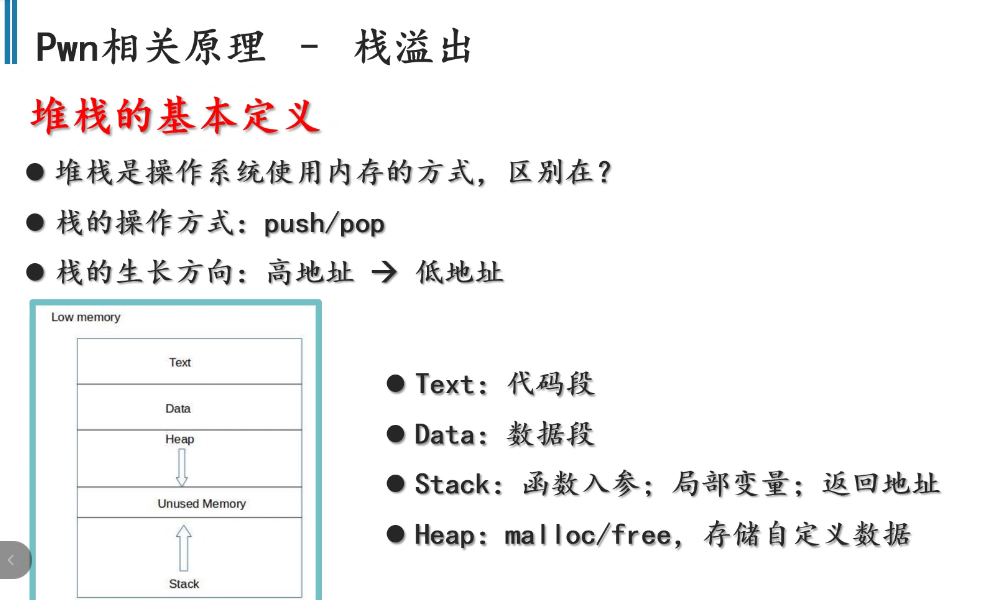 Pwn相关原理 - 栈溢出
堆栈的基本定义
● 堆栈是操作系统使用内存的方式，区别在？
● 栈的操作方式：push/pop
● 栈的生长方向：高地址 → 低地址
Low memory
Text
Data
Heap
Unused Memory
Stack
● Text：代码段
● Data：数据段
● Stack：函数入参；局部变量；返回地址
● Heap：malloc/free，存储自定义数据